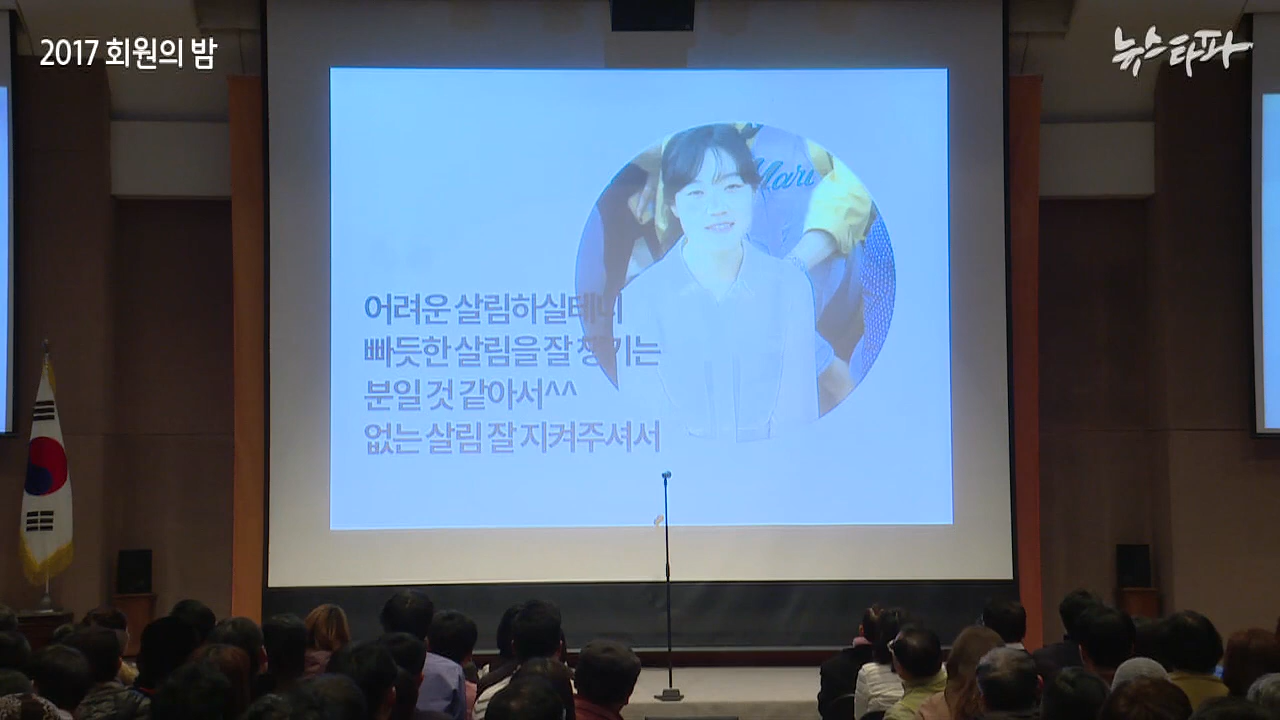 2017 회원의 밤
뉴스타파
Mari
어려운 살림하실테니
빠듯한 살림을 잘 챙기는
분일 것 같아서^^
없는 살림 잘 지켜주셔서